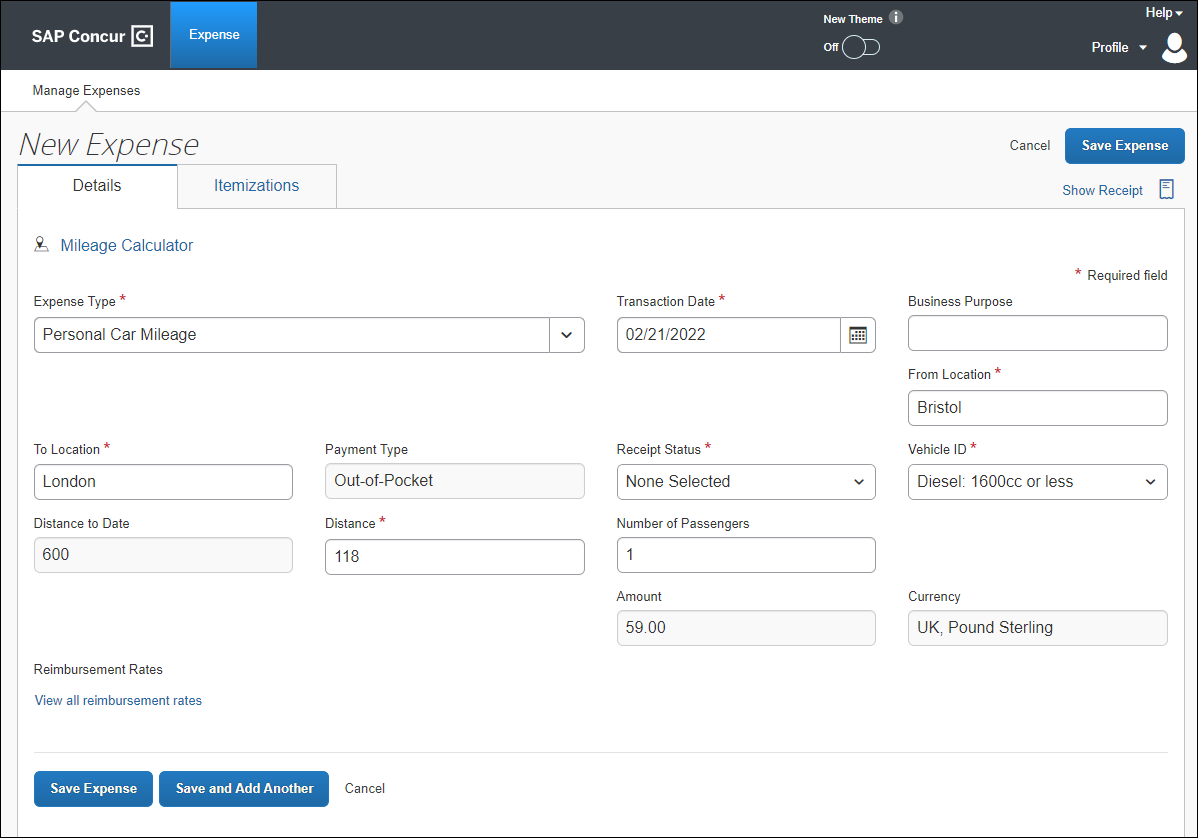 SAP Concur C
Expense
New Theme i
Off
Help
Profile
Manage Expenses
New Expense
Cancel
Save Expense
Details
Itemizations
Show Receipt
Mileage Calculator
* Required field
Expense Type *
Transaction Date *
Business Purpose
Personal Car Mileage
02/21/2022
From Location *
Bristol
To Location *
Payment Type
Receipt Status *
Vehicle ID *
London
Out-of-Pocket
None Selected
Diesel: 1600cc or less
Distance to Date
Distance *
Number of Passengers
600
118
1
Amount
Currency
59.00
UK, Pound Sterling
Reimbursement Rates
View all reimbursement rates
Save Expense
Save and Add Another
Cancel